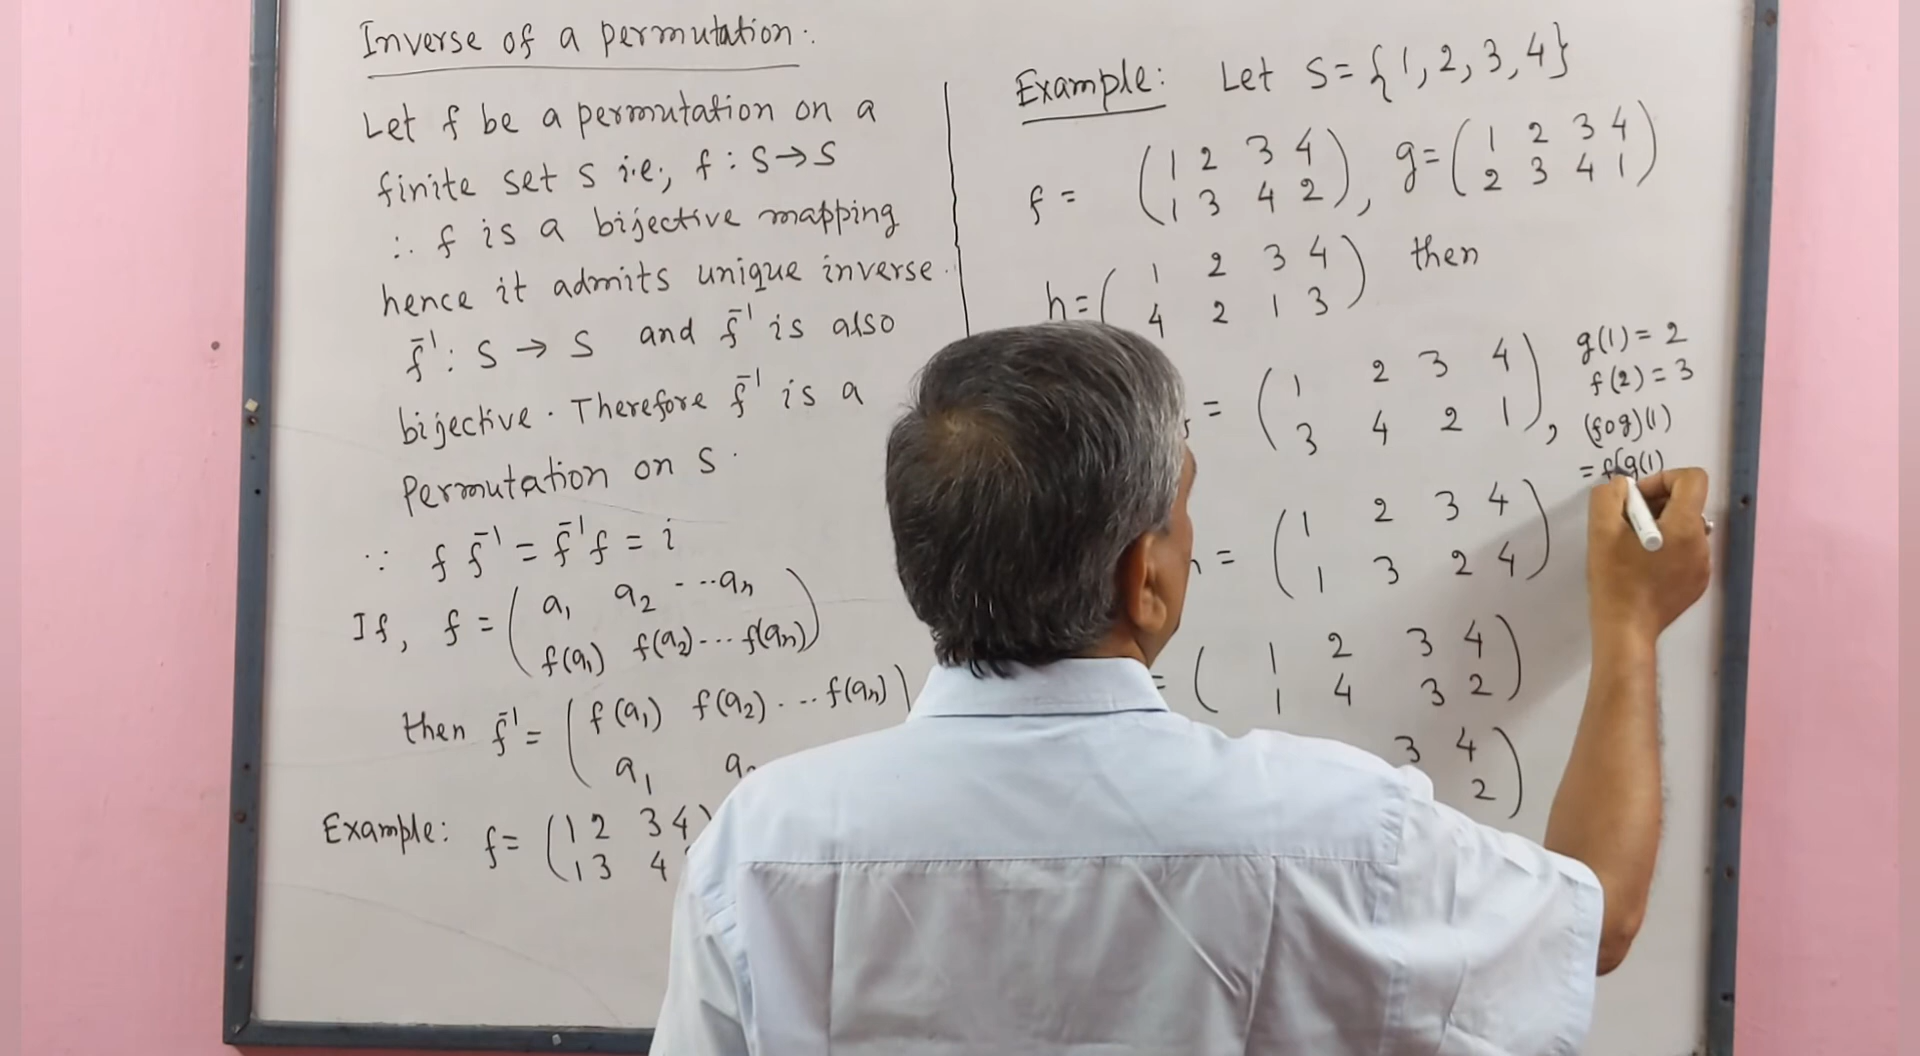 Inverse of a permutation:.
Let f be a permutation on a
finite set S i.e., f : S → S
∴ f is a bijective mapping
hence it admits unique inverse.
f⁻¹ : S → S and f⁻¹ is also
bijective. Therefore f⁻¹ is a
Permutation on S.
∵ f f⁻¹ = f⁻¹ f = i
If, f = ( a₁ a₂ - - - aₙ
f(a₁) f(a₂) - - - f(aₙ) )
then f⁻¹ = ( f(a₁) f(a₂) - - - f(aₙ) )
a₁
Example: f = ( 1 2 3 4 )
1 3 4
Example: Let S = {1, 2, 3, 4}
f = ( 1 2 3 4 ), g = ( 1 2 3 4 )
1 3 4 2 2 3 4 1
h = ( 1 2 3 4 ) then
4 2 1 3
= ( 1 2 3 4 ),
3 4 2 1
g(1) = 2
f(2) = 3
(fog)(1)
= f(g(1)
= ( 1 2 3 4 )
1 3 2 4
= ( 1 2 3 4 )
1 4 3 2
3 4 )
2